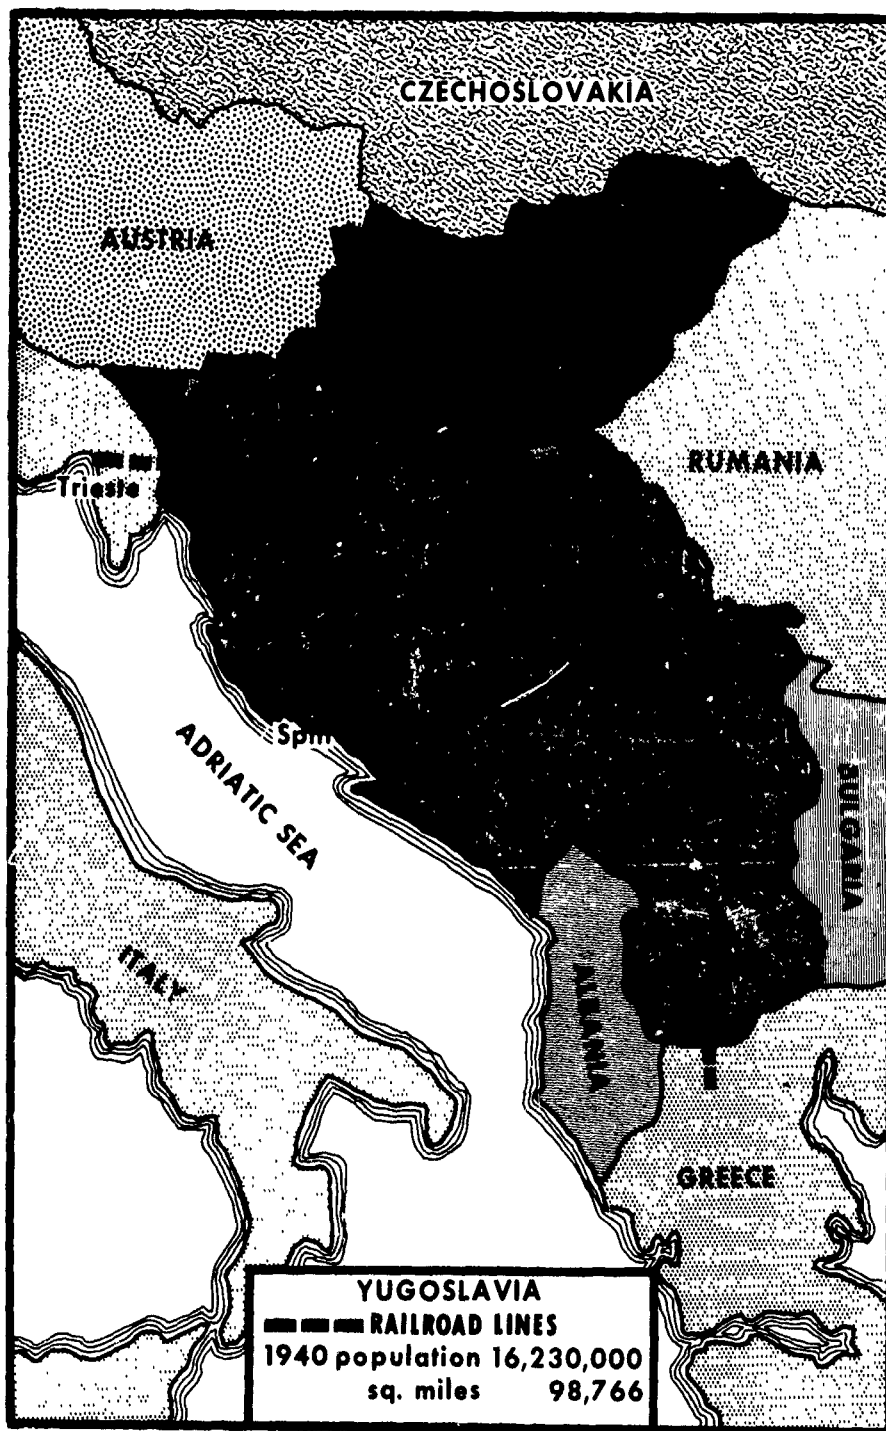 CZECHOSLOVAKIA
AUSTRIA
RUMANIA
Trieste
Split
ADRIATIC SEA
BULGARIA
ITALY
ALBANIA
GREECE
YUGOSLAVIA
RAILROAD LINES
1940 population 16,230,000
sq. miles 98,766